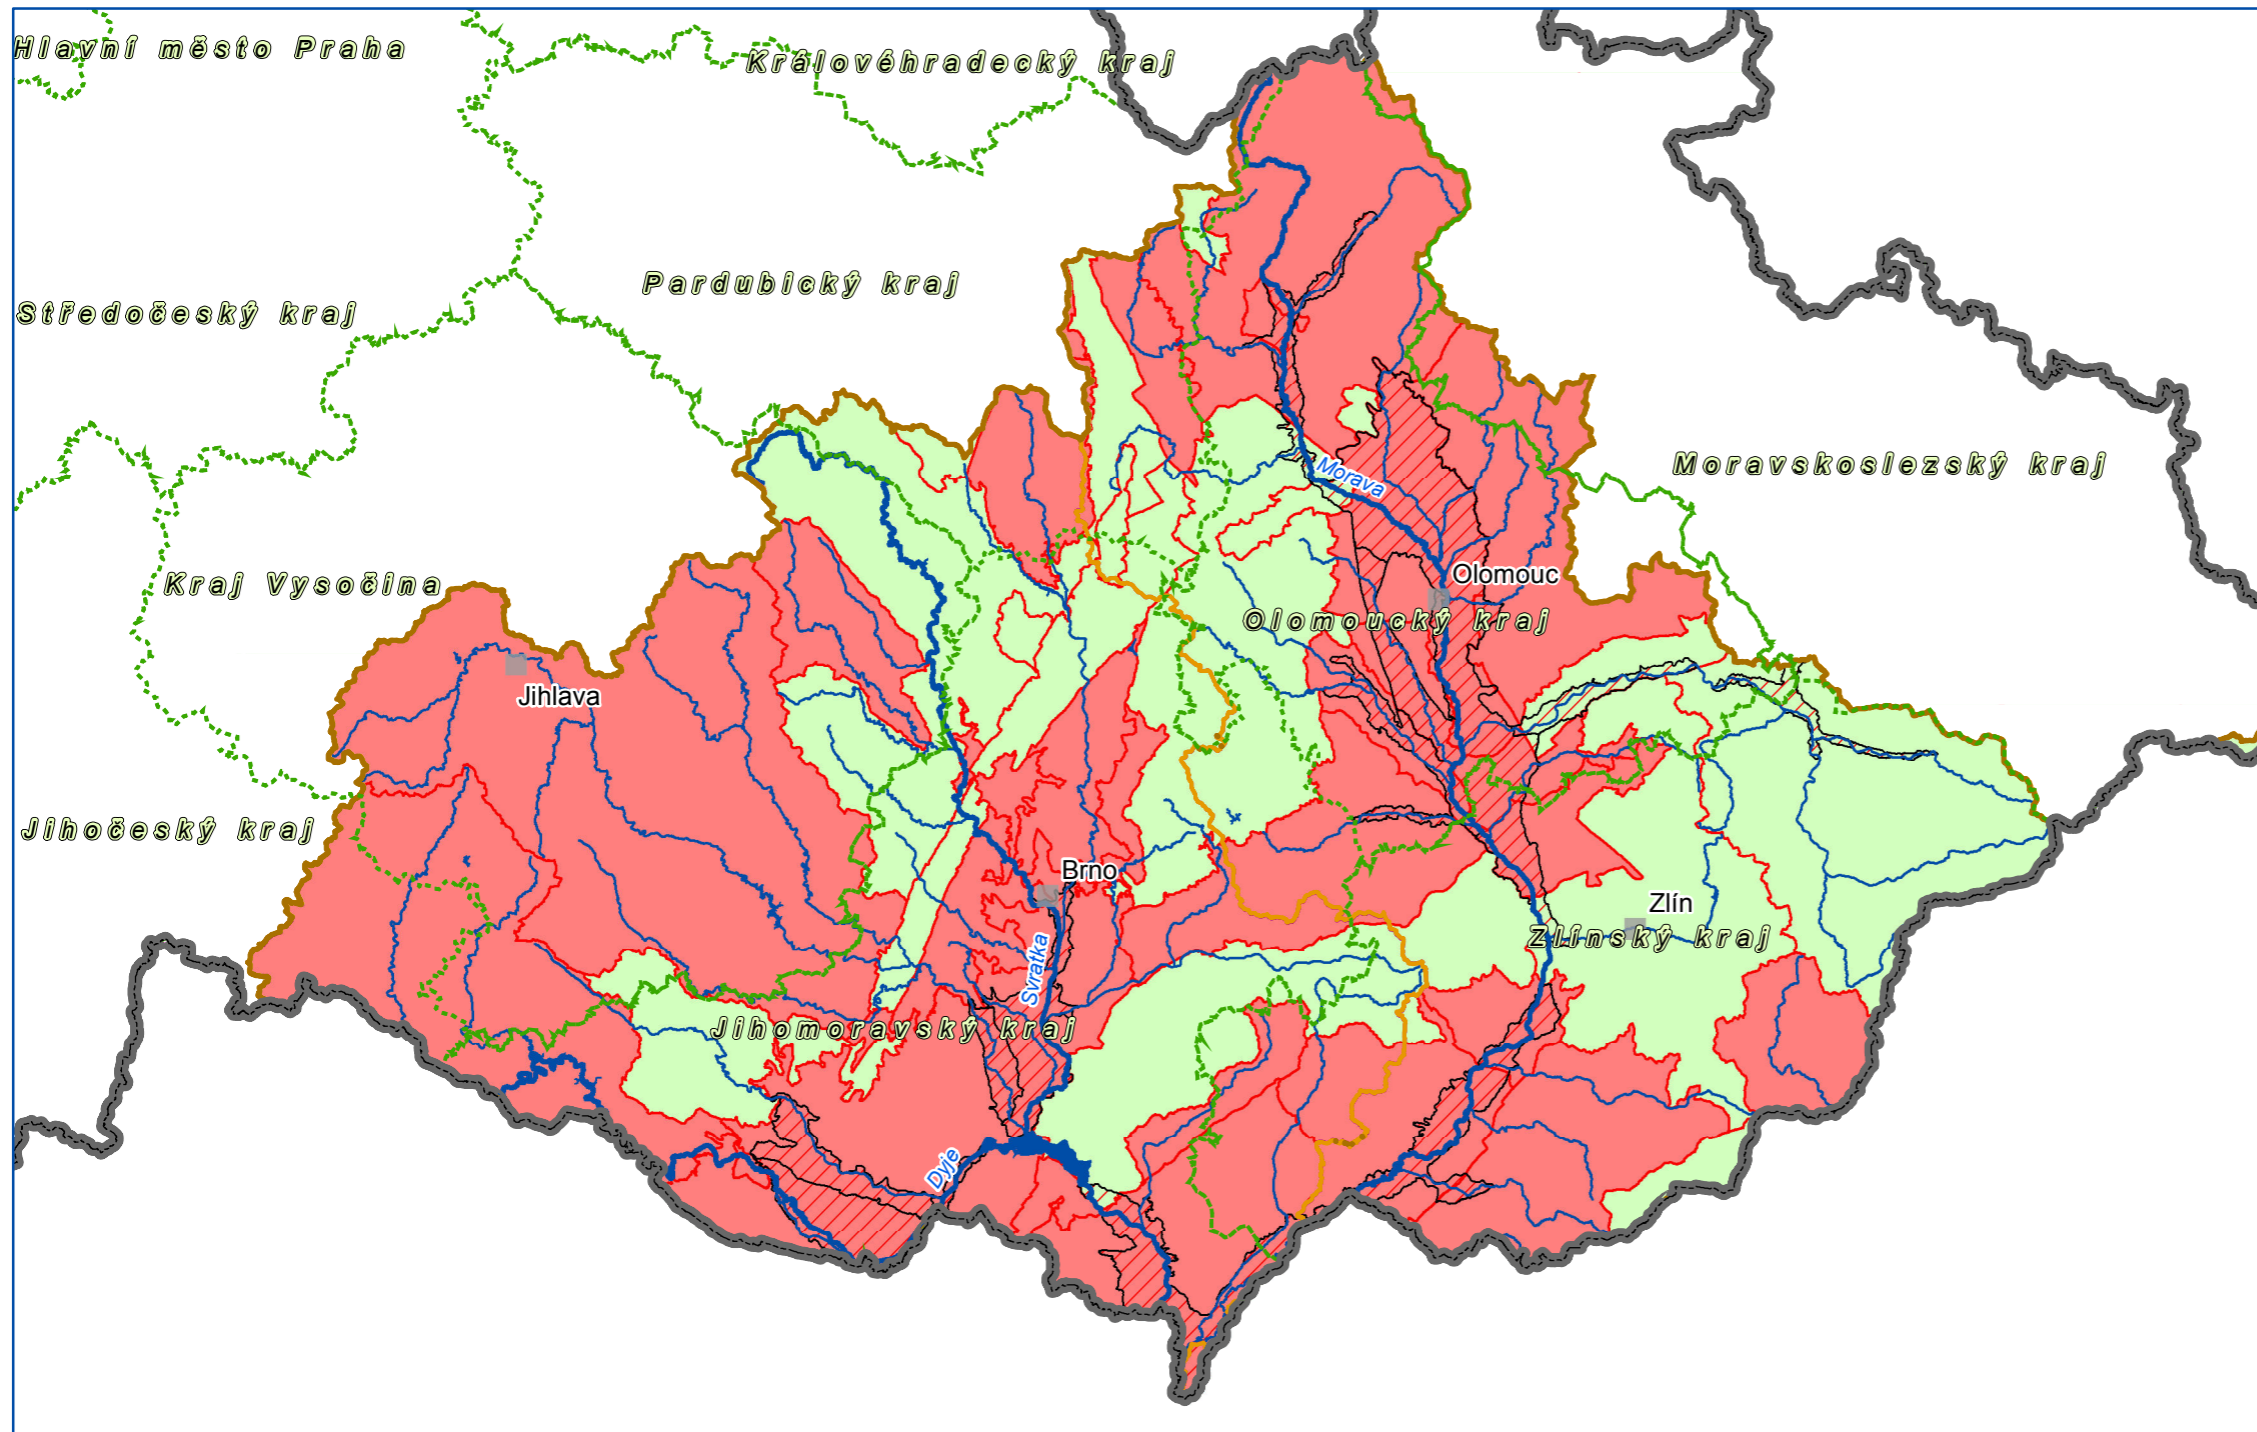 Hlavní město Praha
Královéhradecký kraj
Pardubický kraj
Středočeský kraj
Moravskoslezský kraj
Morava
Kraj Vysočina
Olomouc
Olomoucký kraj
Jihlava
Jihočeský kraj
Brno
Zlín
Zlínský kraj
Svratka
Jihomoravský kraj
Dyje